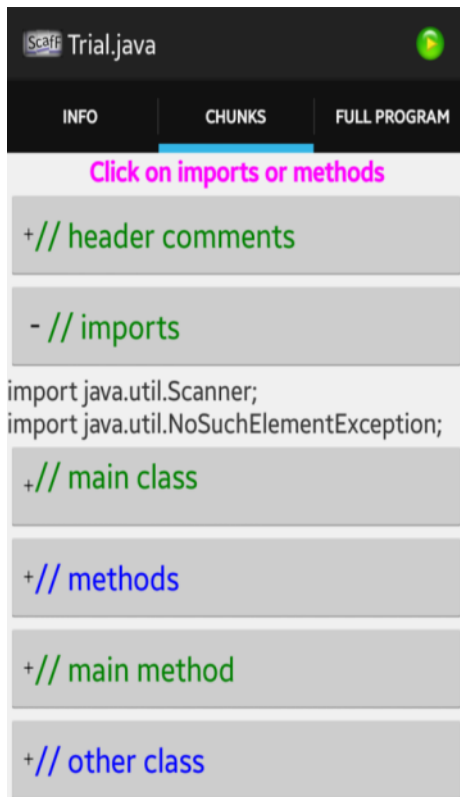 Scaff Trial.java
INFO CHUNKS FULL PROGRAM
Click on imports or methods
+// header comments
- // imports
import java.util.Scanner;
import java.util.NoSuchElementException;
+// main class
+// methods
+// main method
+// other class